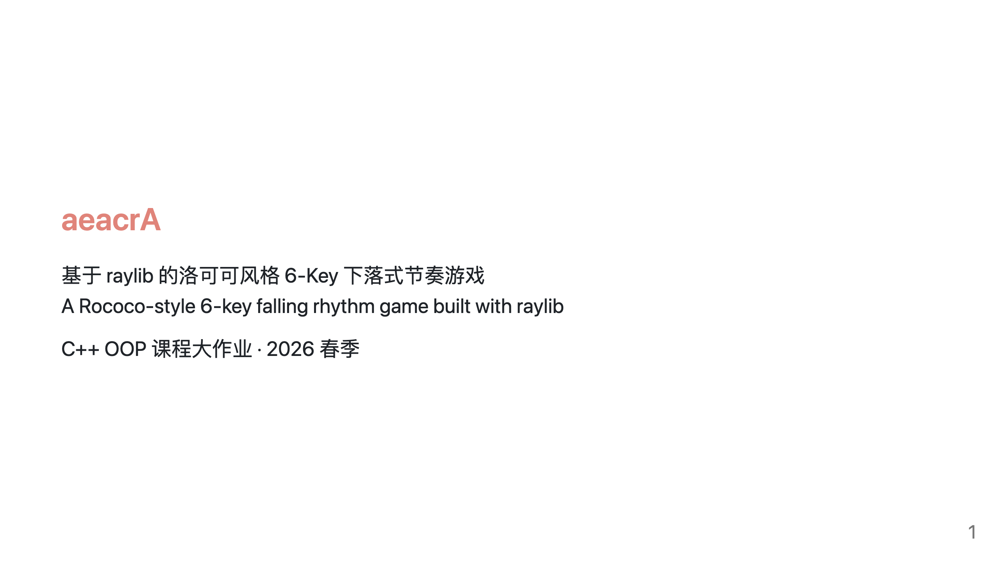 aeacrA
基于 raylib 的洛可可风格 6-Key 下落式节奏游戏
A Rococo-style 6-key falling rhythm game built with raylib
C++ OOP 课程大作业 · 2026 春季
1